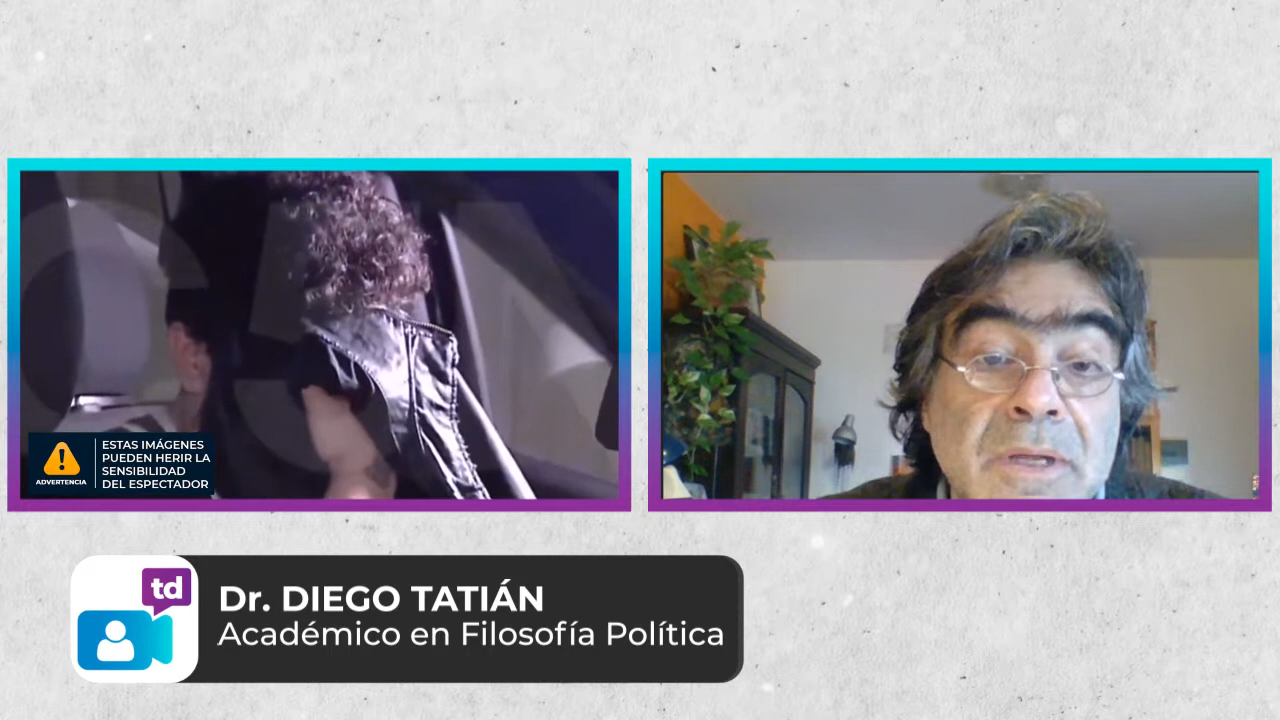 ESTAS IMÁGENES
PUEDEN HERIR LA
SENSIBILIDAD
DEL ESPECTADOR
ADVERTENCIA
td
Dr. DIEGO TATIÁN
Académico en Filosofía Política